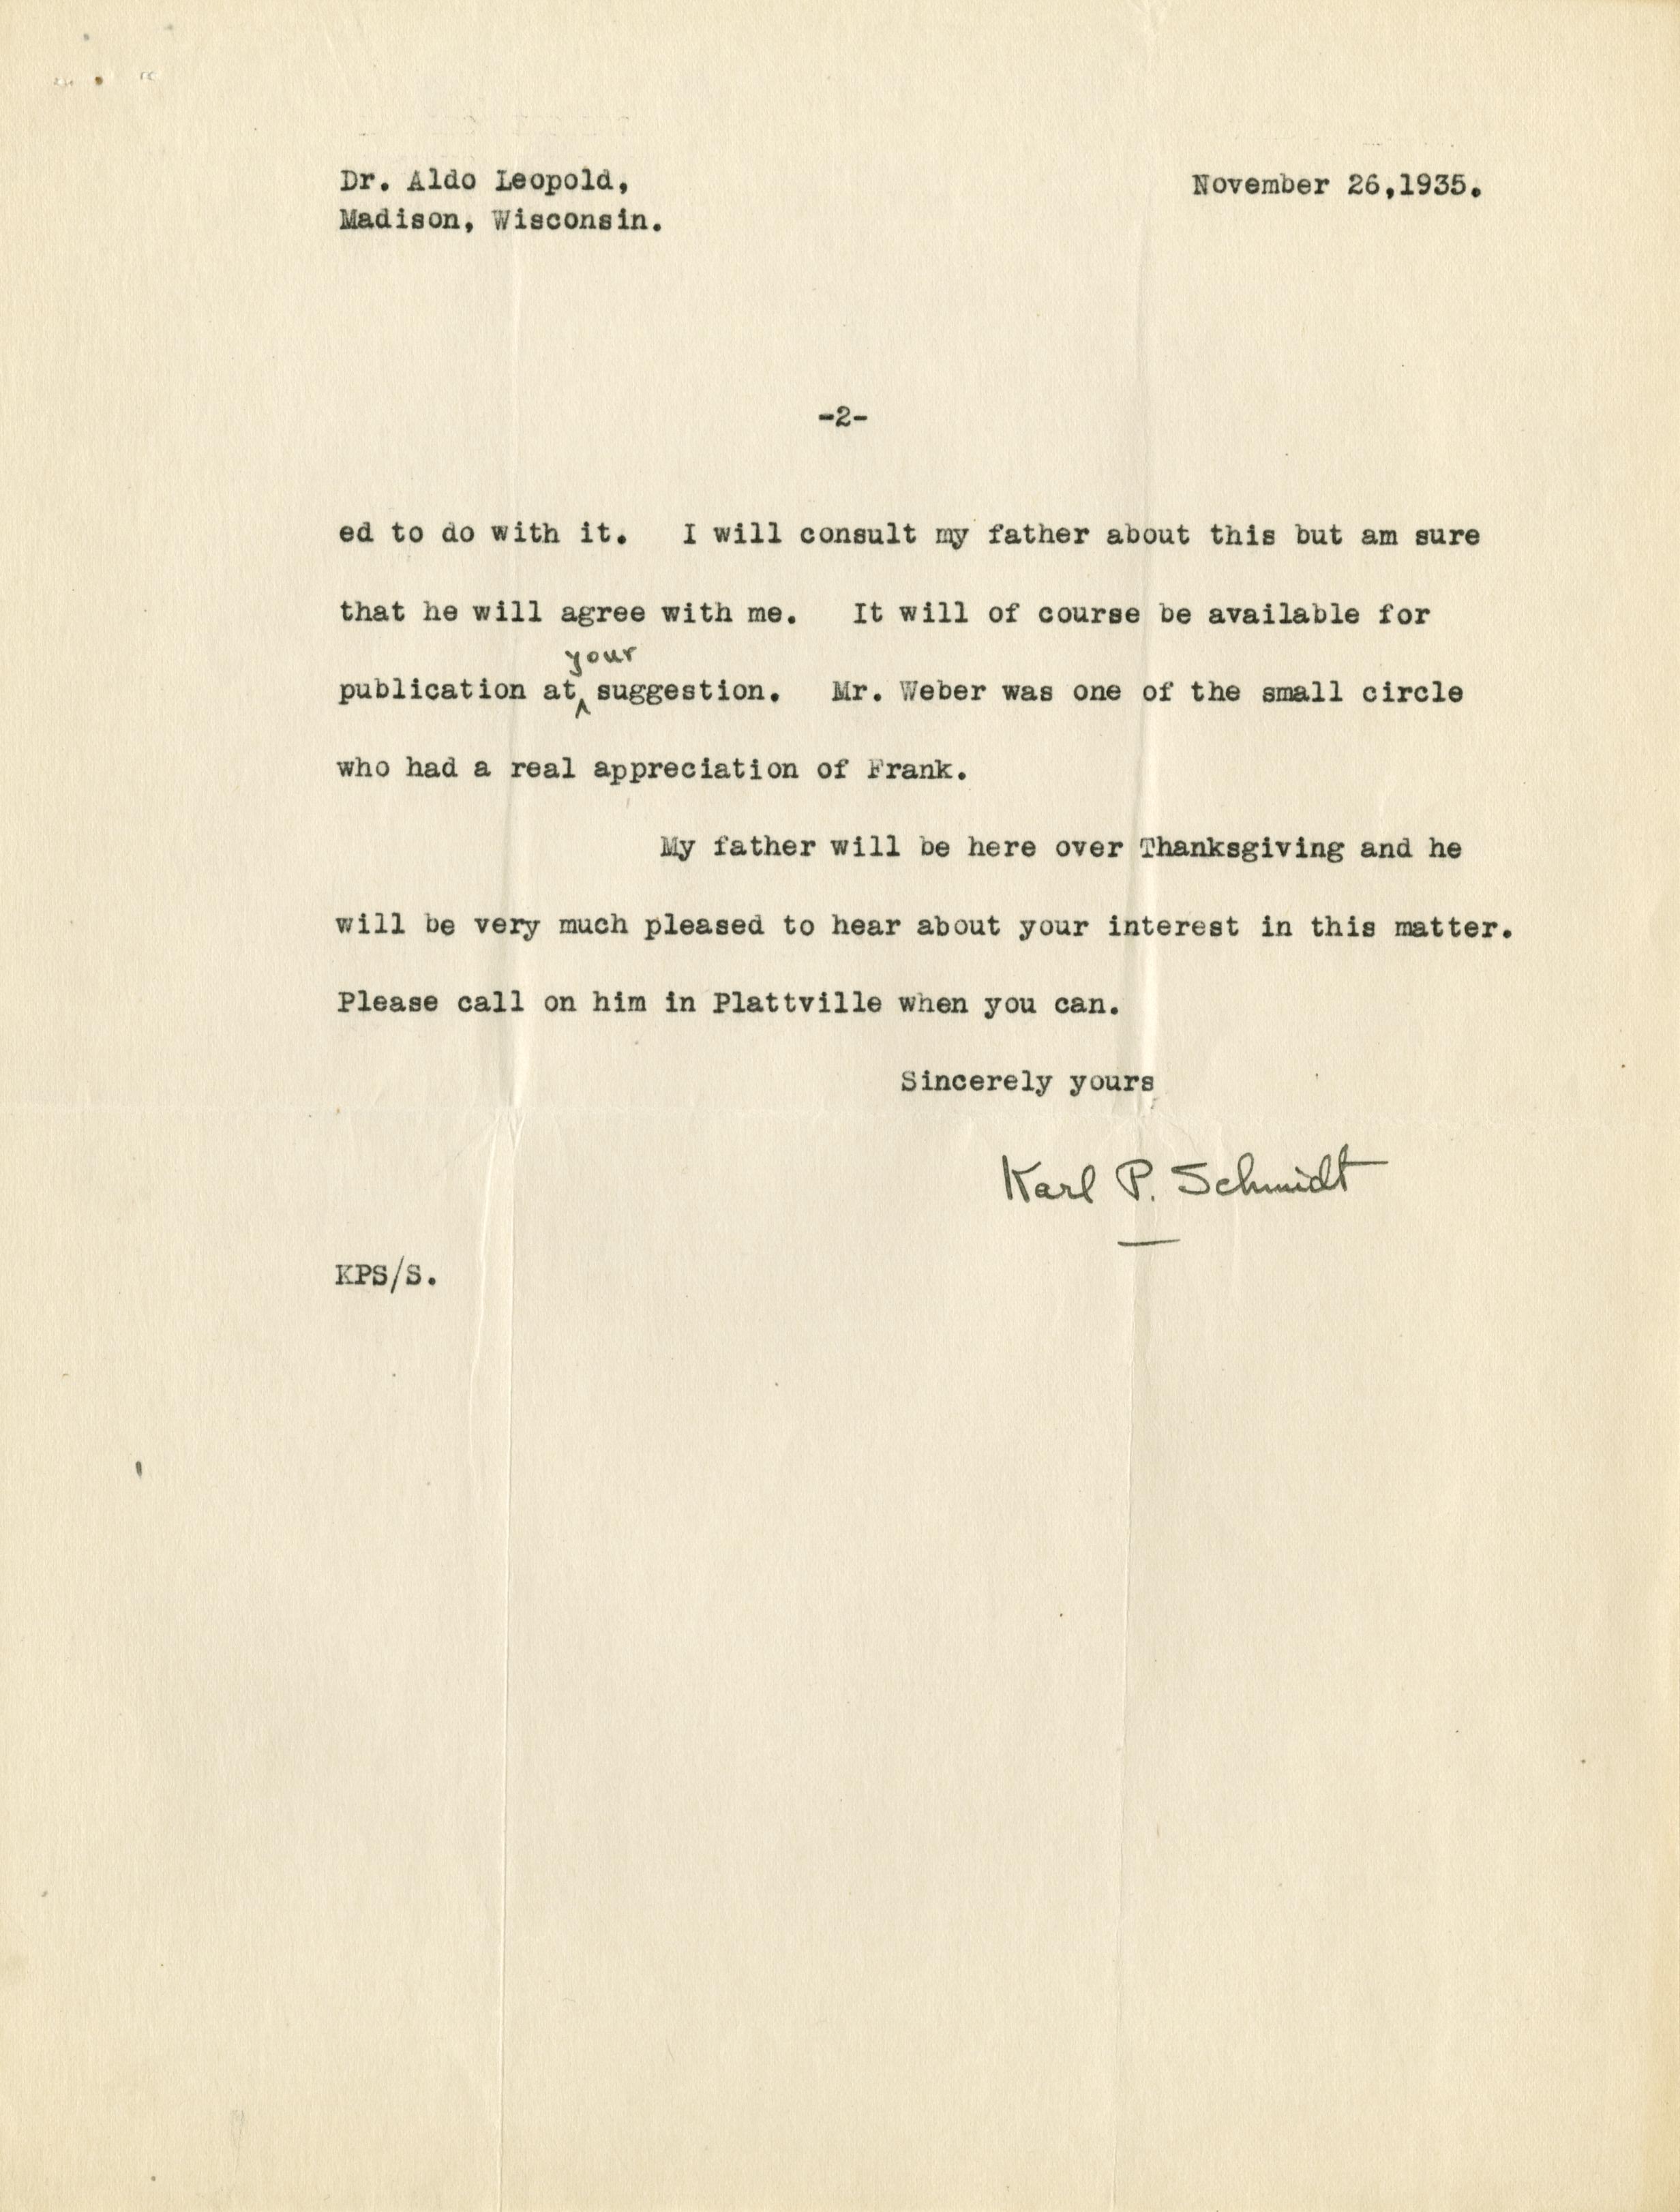 Dr. Aldo Leopold, November 26,1935.
Madison, Wisconsin.
-2-
ed to do with it. I will consult my father about this but am sure
that he will agree with me. It will of course be available for
your
publication at‸ suggestion. Mr. Weber was one of the small circle
who had a real appreciation of Frank.
My father will be here over Thanksgiving and he
will be very much pleased to hear about your interest in this matter.
Please call on him in Plattville when you can.
Sincerely yours
Karl P. Schmidt
KPS/S.